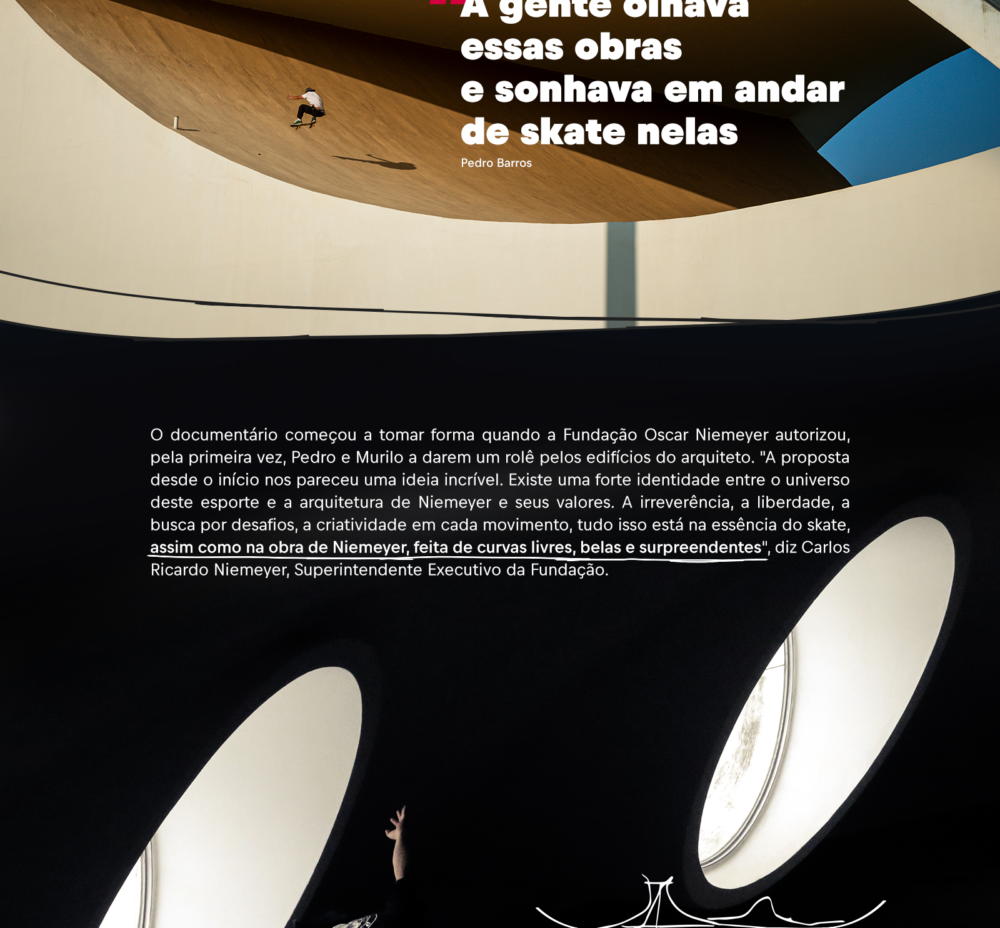 A gente olhava
essas obras
e sonhava em andar
de skate nelas
Pedro Barros
O documentário começou a tomar forma quando a Fundação Oscar Niemeyer autorizou,
pela primeira vez, Pedro e Murilo a darem um rolê pelos edifícios do arquiteto. "A proposta
desde o início nos pareceu uma ideia incrível. Existe uma forte identidade entre o universo
deste esporte e a arquitetura de Niemeyer e seus valores. A irreverência, a liberdade, a
busca por desafios, a criatividade em cada movimento, tudo isso está na essência do skate,
assim como na obra de Niemeyer, feita de curvas livres, belas e surpreendentes", diz Carlos
Ricardo Niemeyer, Superintendente Executivo da Fundação.